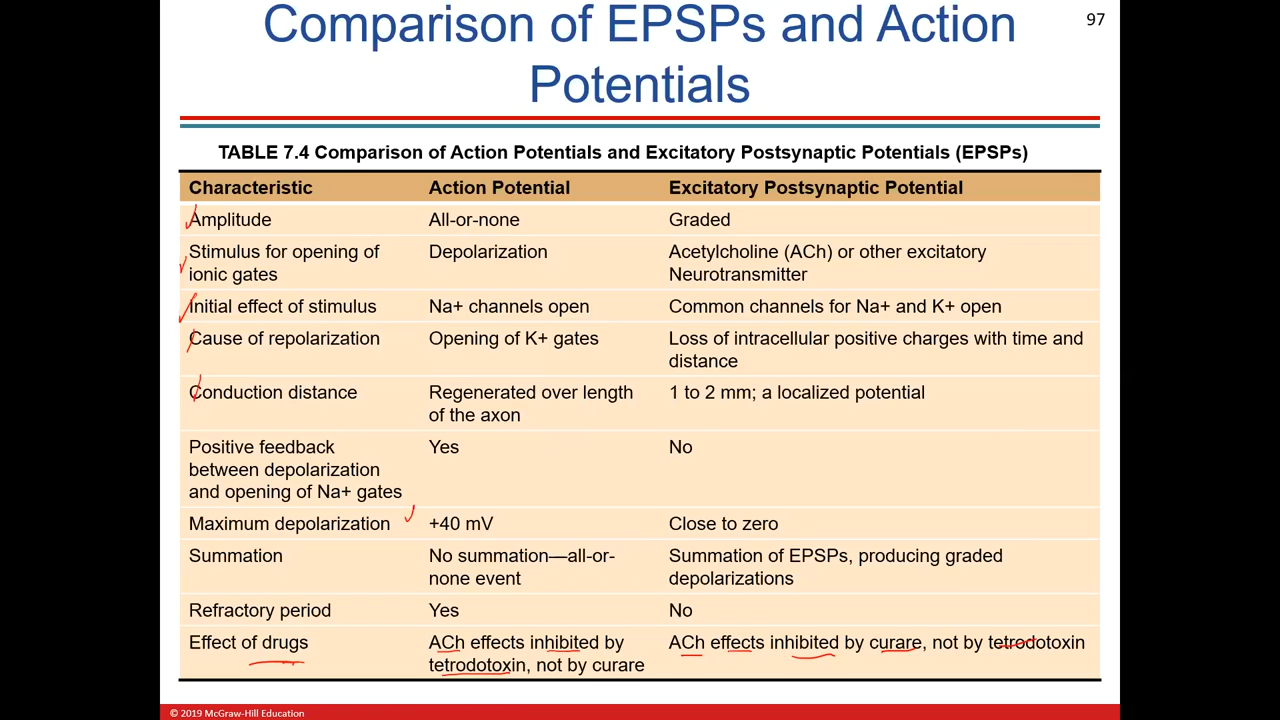 Comparison of EPSPs and Action
Potentials
97
TABLE 7.4 Comparison of Action Potentials and Excitatory Postsynaptic Potentials (EPSPs)
Characteristic Action Potential Excitatory Postsynaptic Potential
Amplitude All-or-none Graded
Stimulus for opening of Depolarization Acetylcholine (ACh) or other excitatory
ionic gates Neurotransmitter
Initial effect of stimulus Na+ channels open Common channels for Na+ and K+ open
Cause of repolarization Opening of K+ gates Loss of intracellular positive charges with time and
distance
Conduction distance Regenerated over length 1 to 2 mm; a localized potential
of the axon
Positive feedback Yes No
between depolarization
and opening of Na+ gates
Maximum depolarization +40 mV Close to zero
Summation No summation—all-or- Summation of EPSPs, producing graded
none event depolarizations
Refractory period Yes No
Effect of drugs ACh effects inhibited by ACh effects inhibited by curare, not by tetrodotoxin
tetrodotoxin, not by curare
© 2019 McGraw-Hill Education